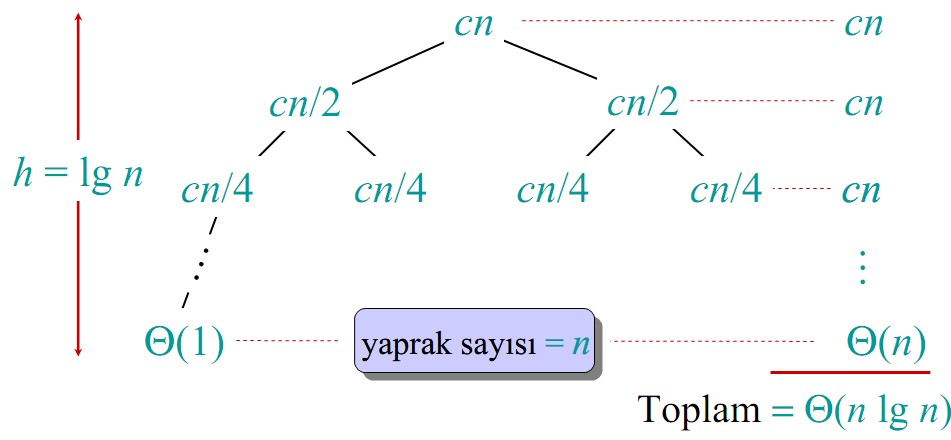 cn cn
cn/2 cn/2 cn
h = lg n cn/4 cn/4 cn/4 cn/4 cn
⋮
Θ(1) yaprak sayısı = n Θ(n)
Toplam = Θ(n lg n)